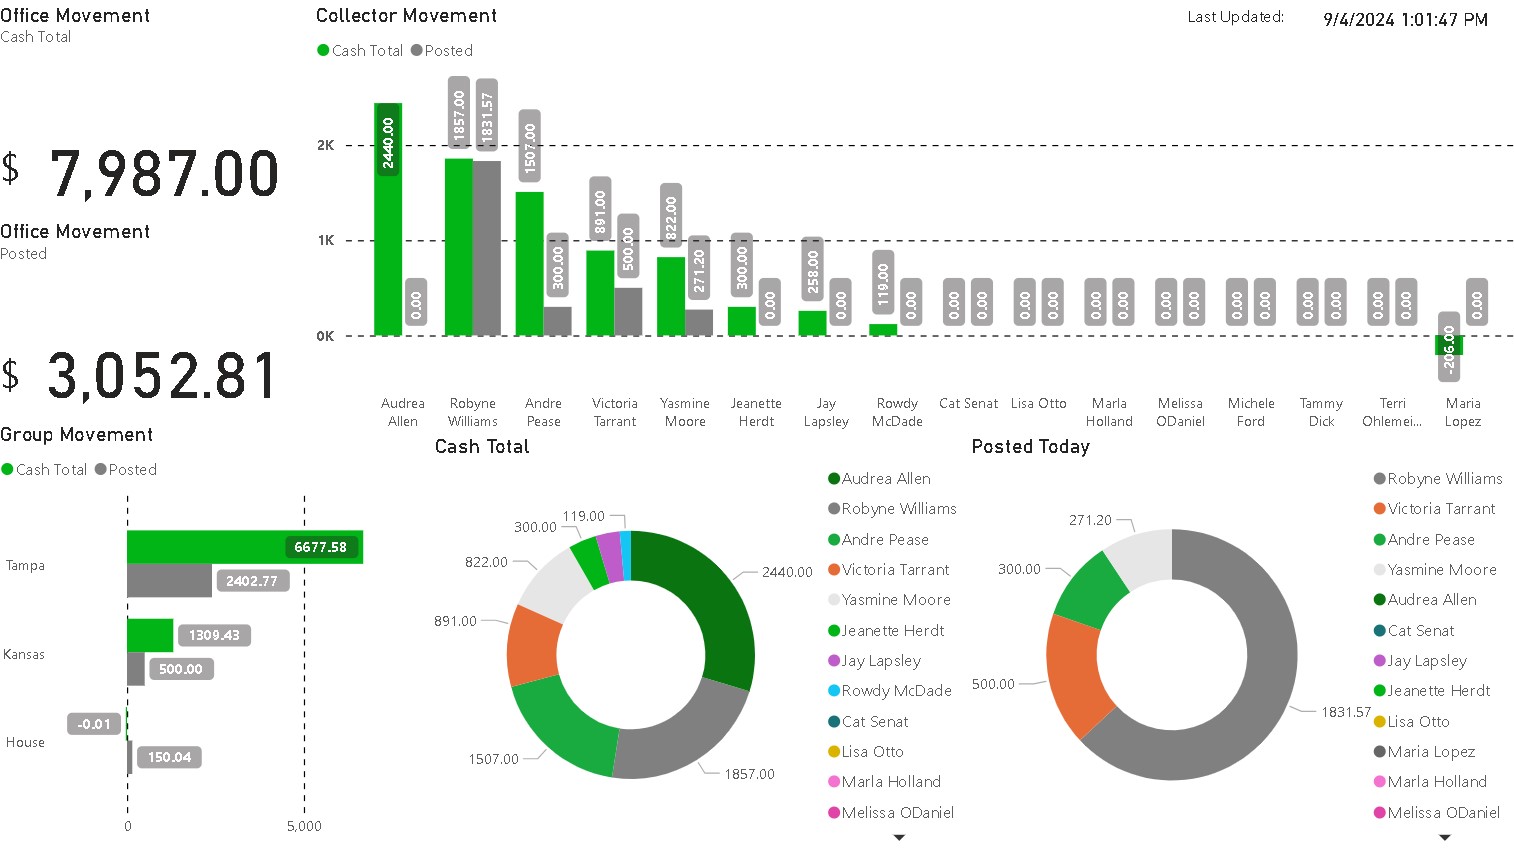 Office Movement
Cash Total
$ 7,987.00
Office Movement
Posted
$ 3,052.81
Collector Movement
Cash Total Posted
Last Updated: 9/4/2024 1:01:47 PM
2K
1K
0K
2440.00 0.00
1857.00 1831.57
1507.00 300.00
891.00 500.00
822.00 271.20
300.00 0.00
258.00 0.00
119.00 0.00
0.00 0.00
0.00 0.00
0.00 0.00
0.00 0.00
0.00 0.00
0.00 0.00
0.00 0.00
-206.00 0.00
Audrea Allen
Robyne Williams
Andre Pease
Victoria Tarrant
Yasmine Moore
Jeanette Herdt
Jay Lapsley
Rowdy McDade
Cat Senat
Lisa Otto
Marla Holland
Melissa ODaniel
Michele Ford
Tammy Dick
Terri Ohlemei...
Maria Lopez
Group Movement
Cash Total Posted
Tampa
6677.58
2402.77
Kansas
1309.43
500.00
House
-0.01
150.04
0 5,000
Cash Total
119.00
300.00
822.00
891.00
1507.00
1857.00
2440.00
Audrea Allen
Robyne Williams
Andre Pease
Victoria Tarrant
Yasmine Moore
Jeanette Herdt
Jay Lapsley
Rowdy McDade
Cat Senat
Lisa Otto
Marla Holland
Melissa ODaniel
Posted Today
271.20
300.00
500.00
1831.57
Robyne Williams
Victoria Tarrant
Andre Pease
Yasmine Moore
Audrea Allen
Cat Senat
Jay Lapsley
Jeanette Herdt
Lisa Otto
Maria Lopez
Marla Holland
Melissa ODaniel